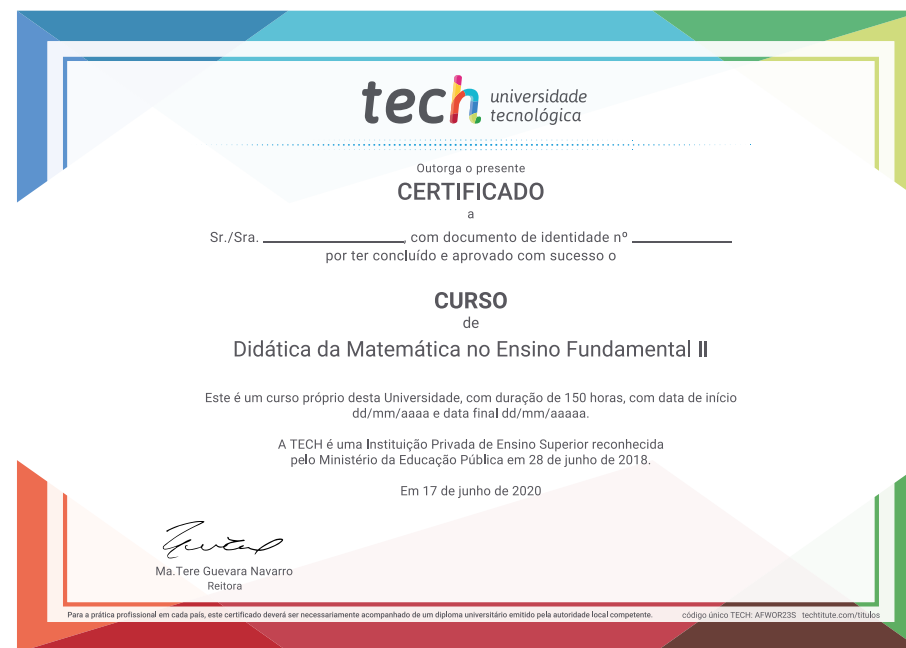 tech universidade
tecnológica
Outorga o presente
CERTIFICADO
a
Sr./Sra. ____________________, com documento de identidade nº ______________
por ter concluído e aprovado com sucesso o
CURSO
de
Didática da Matemática no Ensino Fundamental II
Este é um curso próprio desta Universidade, com duração de 150 horas, com data de início
dd/mm/aaaa e data final dd/mm/aaaaa.
A TECH é uma Instituição Privada de Ensino Superior reconhecida
pelo Ministério da Educação Pública em 28 de junho de 2018.
Em 17 de junho de 2020
Ma.Tere Guevara Navarro
Reitora
Para a prática profissional em cada país, este certificado deverá ser necessariamente acompanhado de um diploma universitário emitido pela autoridade local competente. código único TECH: AFWOR23S techtitute.com/titulos